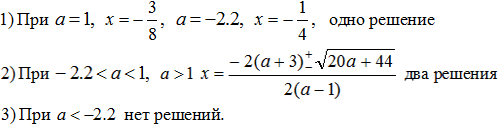 1) При a = 1, x = -3/8, a = -2.2, x = -1/4, одно решение
2) При -2.2 < a < 1, a > 1 x = (-2(a+3) ± √(20a+44)) / (2(a-1)) два решения
3) При a < -2.2 нет решений.